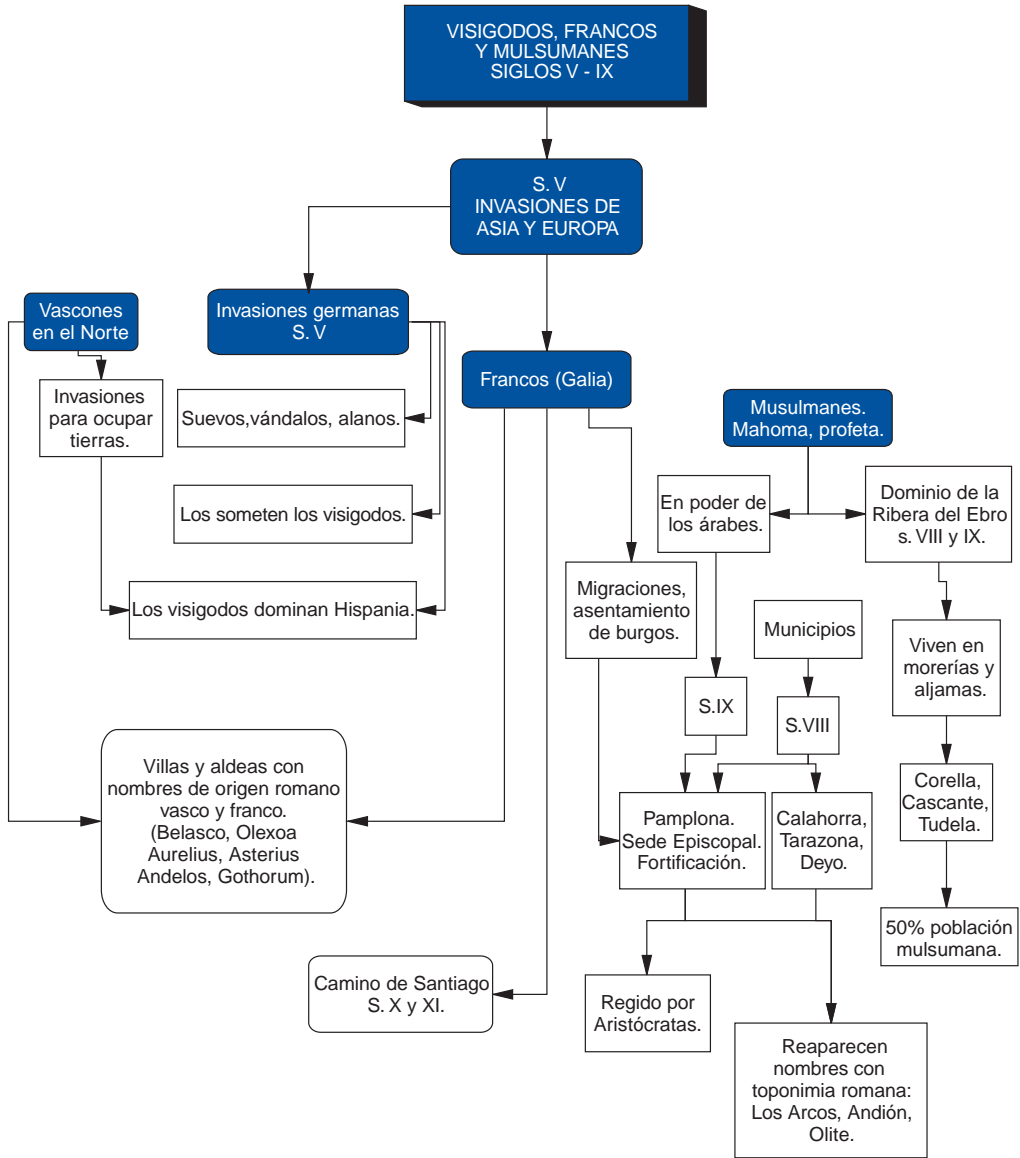 VISIGODOS, FRANCOS
Y MULSUMANES
SIGLOS V - IX
S. V
INVASIONES DE
ASIA Y EUROPA
Vascones
en el Norte
Invasiones germanas
S. V
Francos (Galia)
Musulmanes.
Mahoma, profeta.
Invasiones
para ocupar
tierras.
Suevos,vándalos, alanos.
Los someten los visigodos.
Los visigodos dominan Hispania.
En poder de
los árabes.
Dominio de la
Ribera del Ebro
s. VIII y IX.
Migraciones,
asentamiento
de burgos.
Municipios
Viven en
morerías y
aljamas.
S.IX
S.VIII
Villas y aldeas con
nombres de origen romano
vasco y franco.
(Belasco, Olexoa
Aurelius, Asterius
Andelos, Gothorum).
Pamplona.
Sede Episcopal.
Fortificación.
Calahorra,
Tarazona,
Deyo.
Corella,
Cascante,
Tudela.
50% población
mulsumana.
Camino de Santiago
S. X y XI.
Regido por
Aristócratas.
Reaparecen
nombres con
toponimia romana:
Los Arcos, Andión,
Olite.